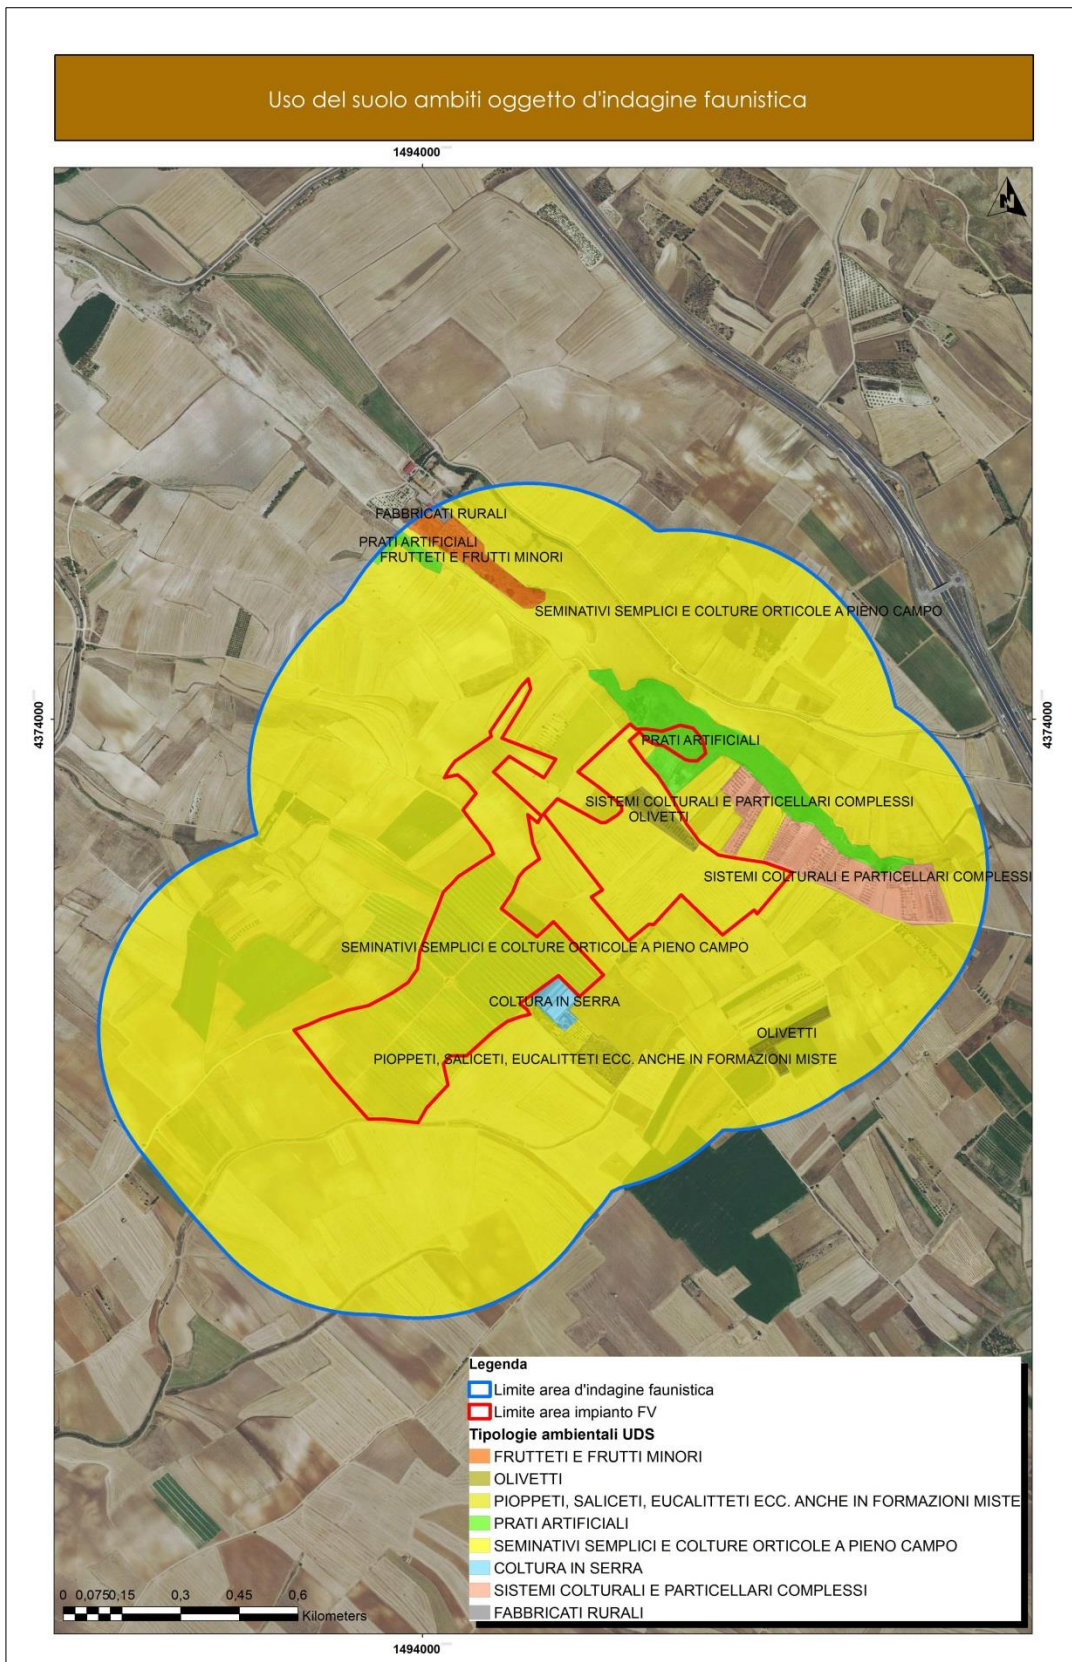 Uso del suolo ambiti oggetto d'indagine faunistica
1494000
N
FABBRICATI RURALI
PRATI ARTIFICIALI
FRUTTETI E FRUTTI MINORI
SEMINATIVI SEMPLICI E COLTURE ORTICOLE A PIENO CAMPO
4374000
4374000
PRATI ARTIFICIALI
SISTEMI COLTURALI E PARTICELLARI COMPLESSI
OLIVETTI
SISTEMI COLTURALI E PARTICELLARI COMPLESSI
SEMINATIVI SEMPLICI E COLTURE ORTICOLE A PIENO CAMPO
COLTURA IN SERRA
OLIVETTI
PIOPPETI, SALICETI, EUCALITTETI ECC. ANCHE IN FORMAZIONI MISTE
Legenda
Limite area d'indagine faunistica
Limite area impianto FV
Tipologie ambientali UDS
FRUTTETI E FRUTTI MINORI
OLIVETTI
PIOPPETI, SALICETI, EUCALITTETI ECC. ANCHE IN FORMAZIONI MISTE
PRATI ARTIFICIALI
SEMINATIVI SEMPLICI E COLTURE ORTICOLE A PIENO CAMPO
COLTURA IN SERRA
SISTEMI COLTURALI E PARTICELLARI COMPLESSI
FABBRICATI RURALI
0 0,075 0,15 0,3 0,45 0,6
Kilometers
1494000